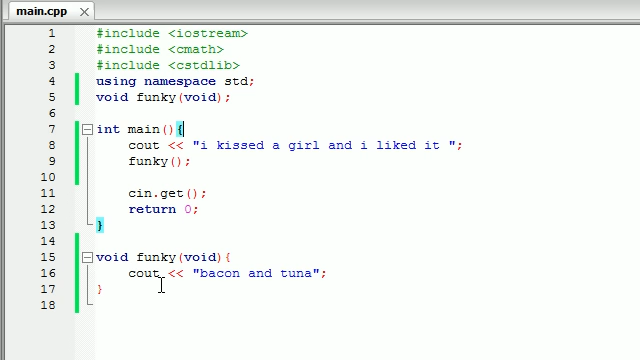 main.cpp
1 #include <iostream>
2 #include <cmath>
3 #include <cstdlib>
4 using namespace std;
5 void funky(void);
6
7 int main(){
8 cout << "i kissed a girl and i liked it ";
9 funky();
10
11 cin.get();
12 return 0;
13 }
14
15 void funky(void){
16 cout << "bacon and tuna";
17 }
18